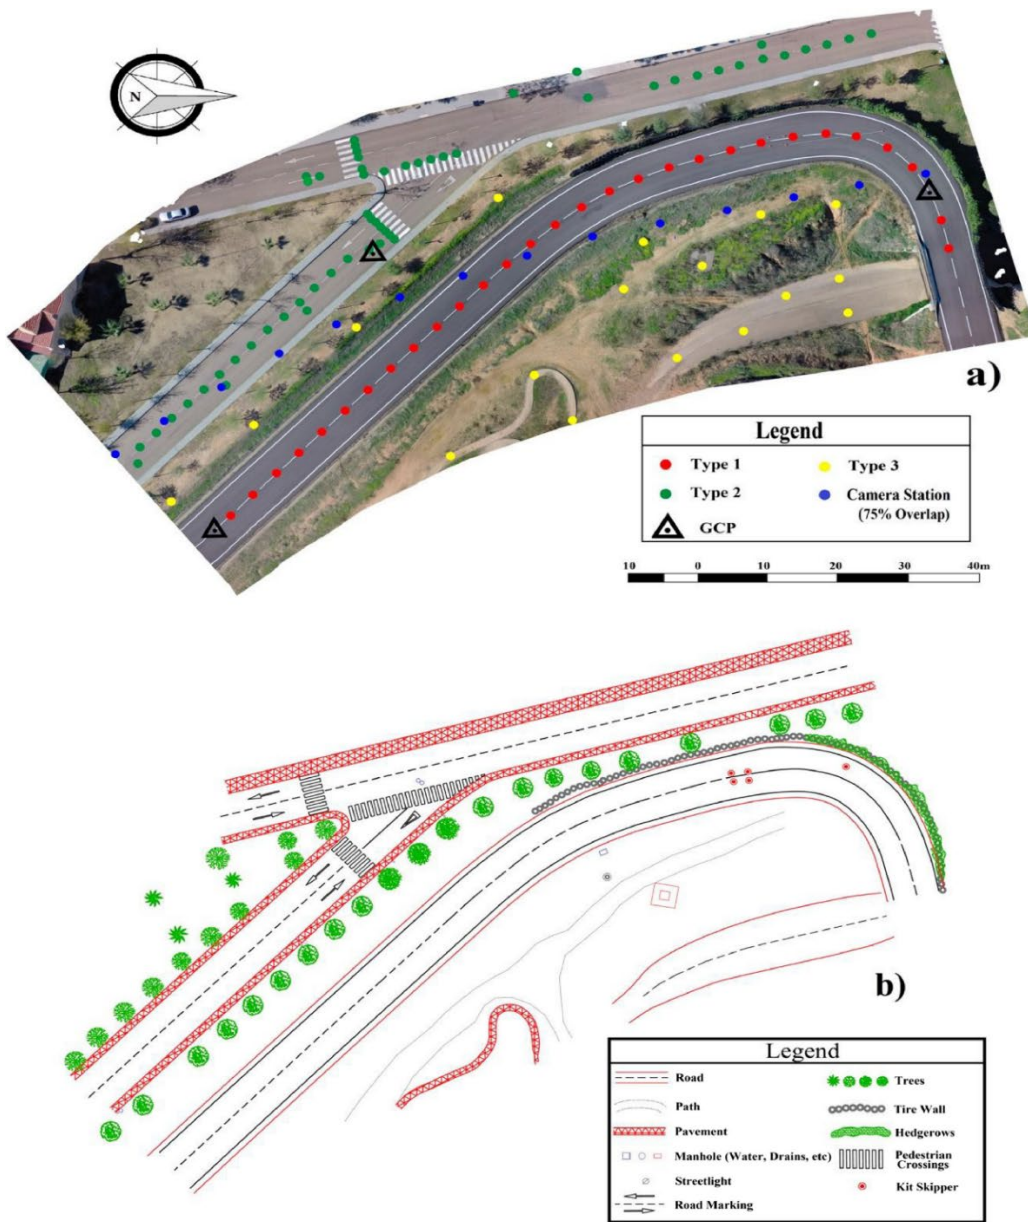 N
a)
Legend
Type 1
Type 3
Type 2
Camera Station
(75% Overlap)
GCP
10 0 10 20 30 40m
b)
Legend
Road
Trees
Path
Tire Wall
Pavement
Hedgerows
Manhole (Water, Drains, etc)
Pedestrian
Crossings
Streetlight
Kit Skipper
Road Marking